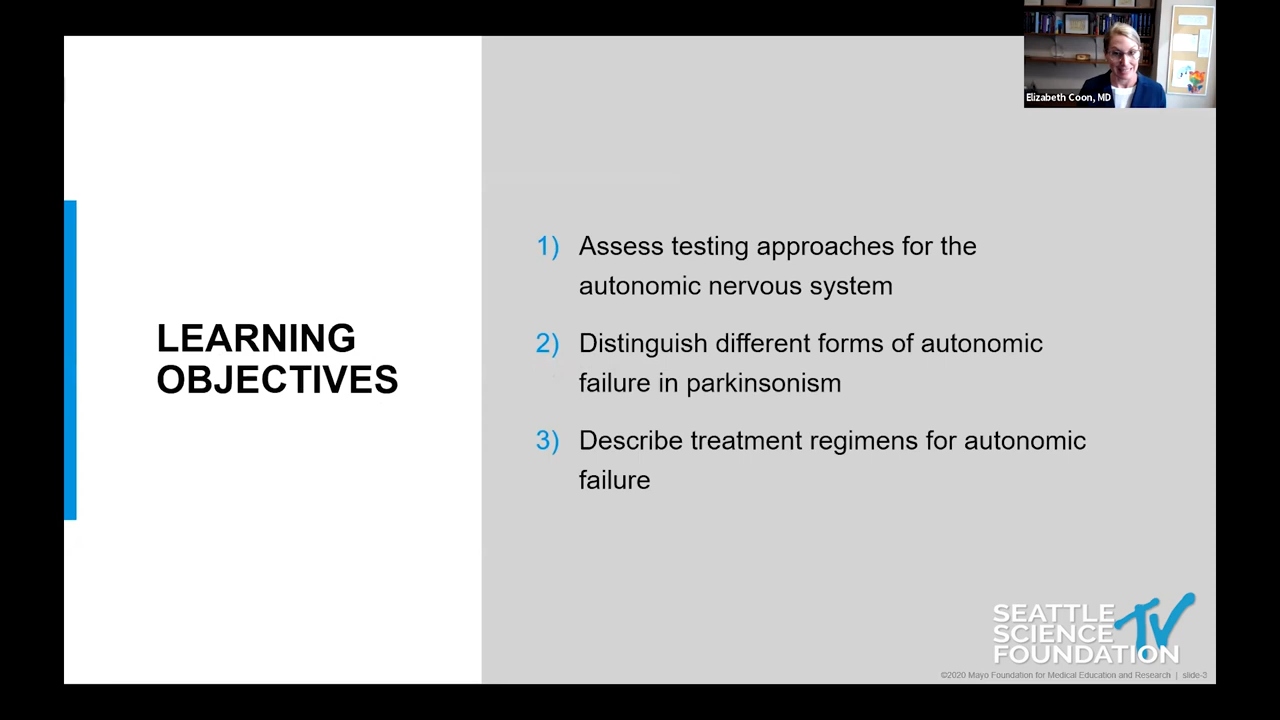 Elizabeth Coon, MD
LEARNING
OBJECTIVES
1) Assess testing approaches for the
autonomic nervous system
2) Distinguish different forms of autonomic
failure in parkinsonism
3) Describe treatment regimens for autonomic
failure
SEATTLE
SCIENCE
FOUNDATION
TV
©2020 Mayo Foundation for Medical Education and Research | slide-3